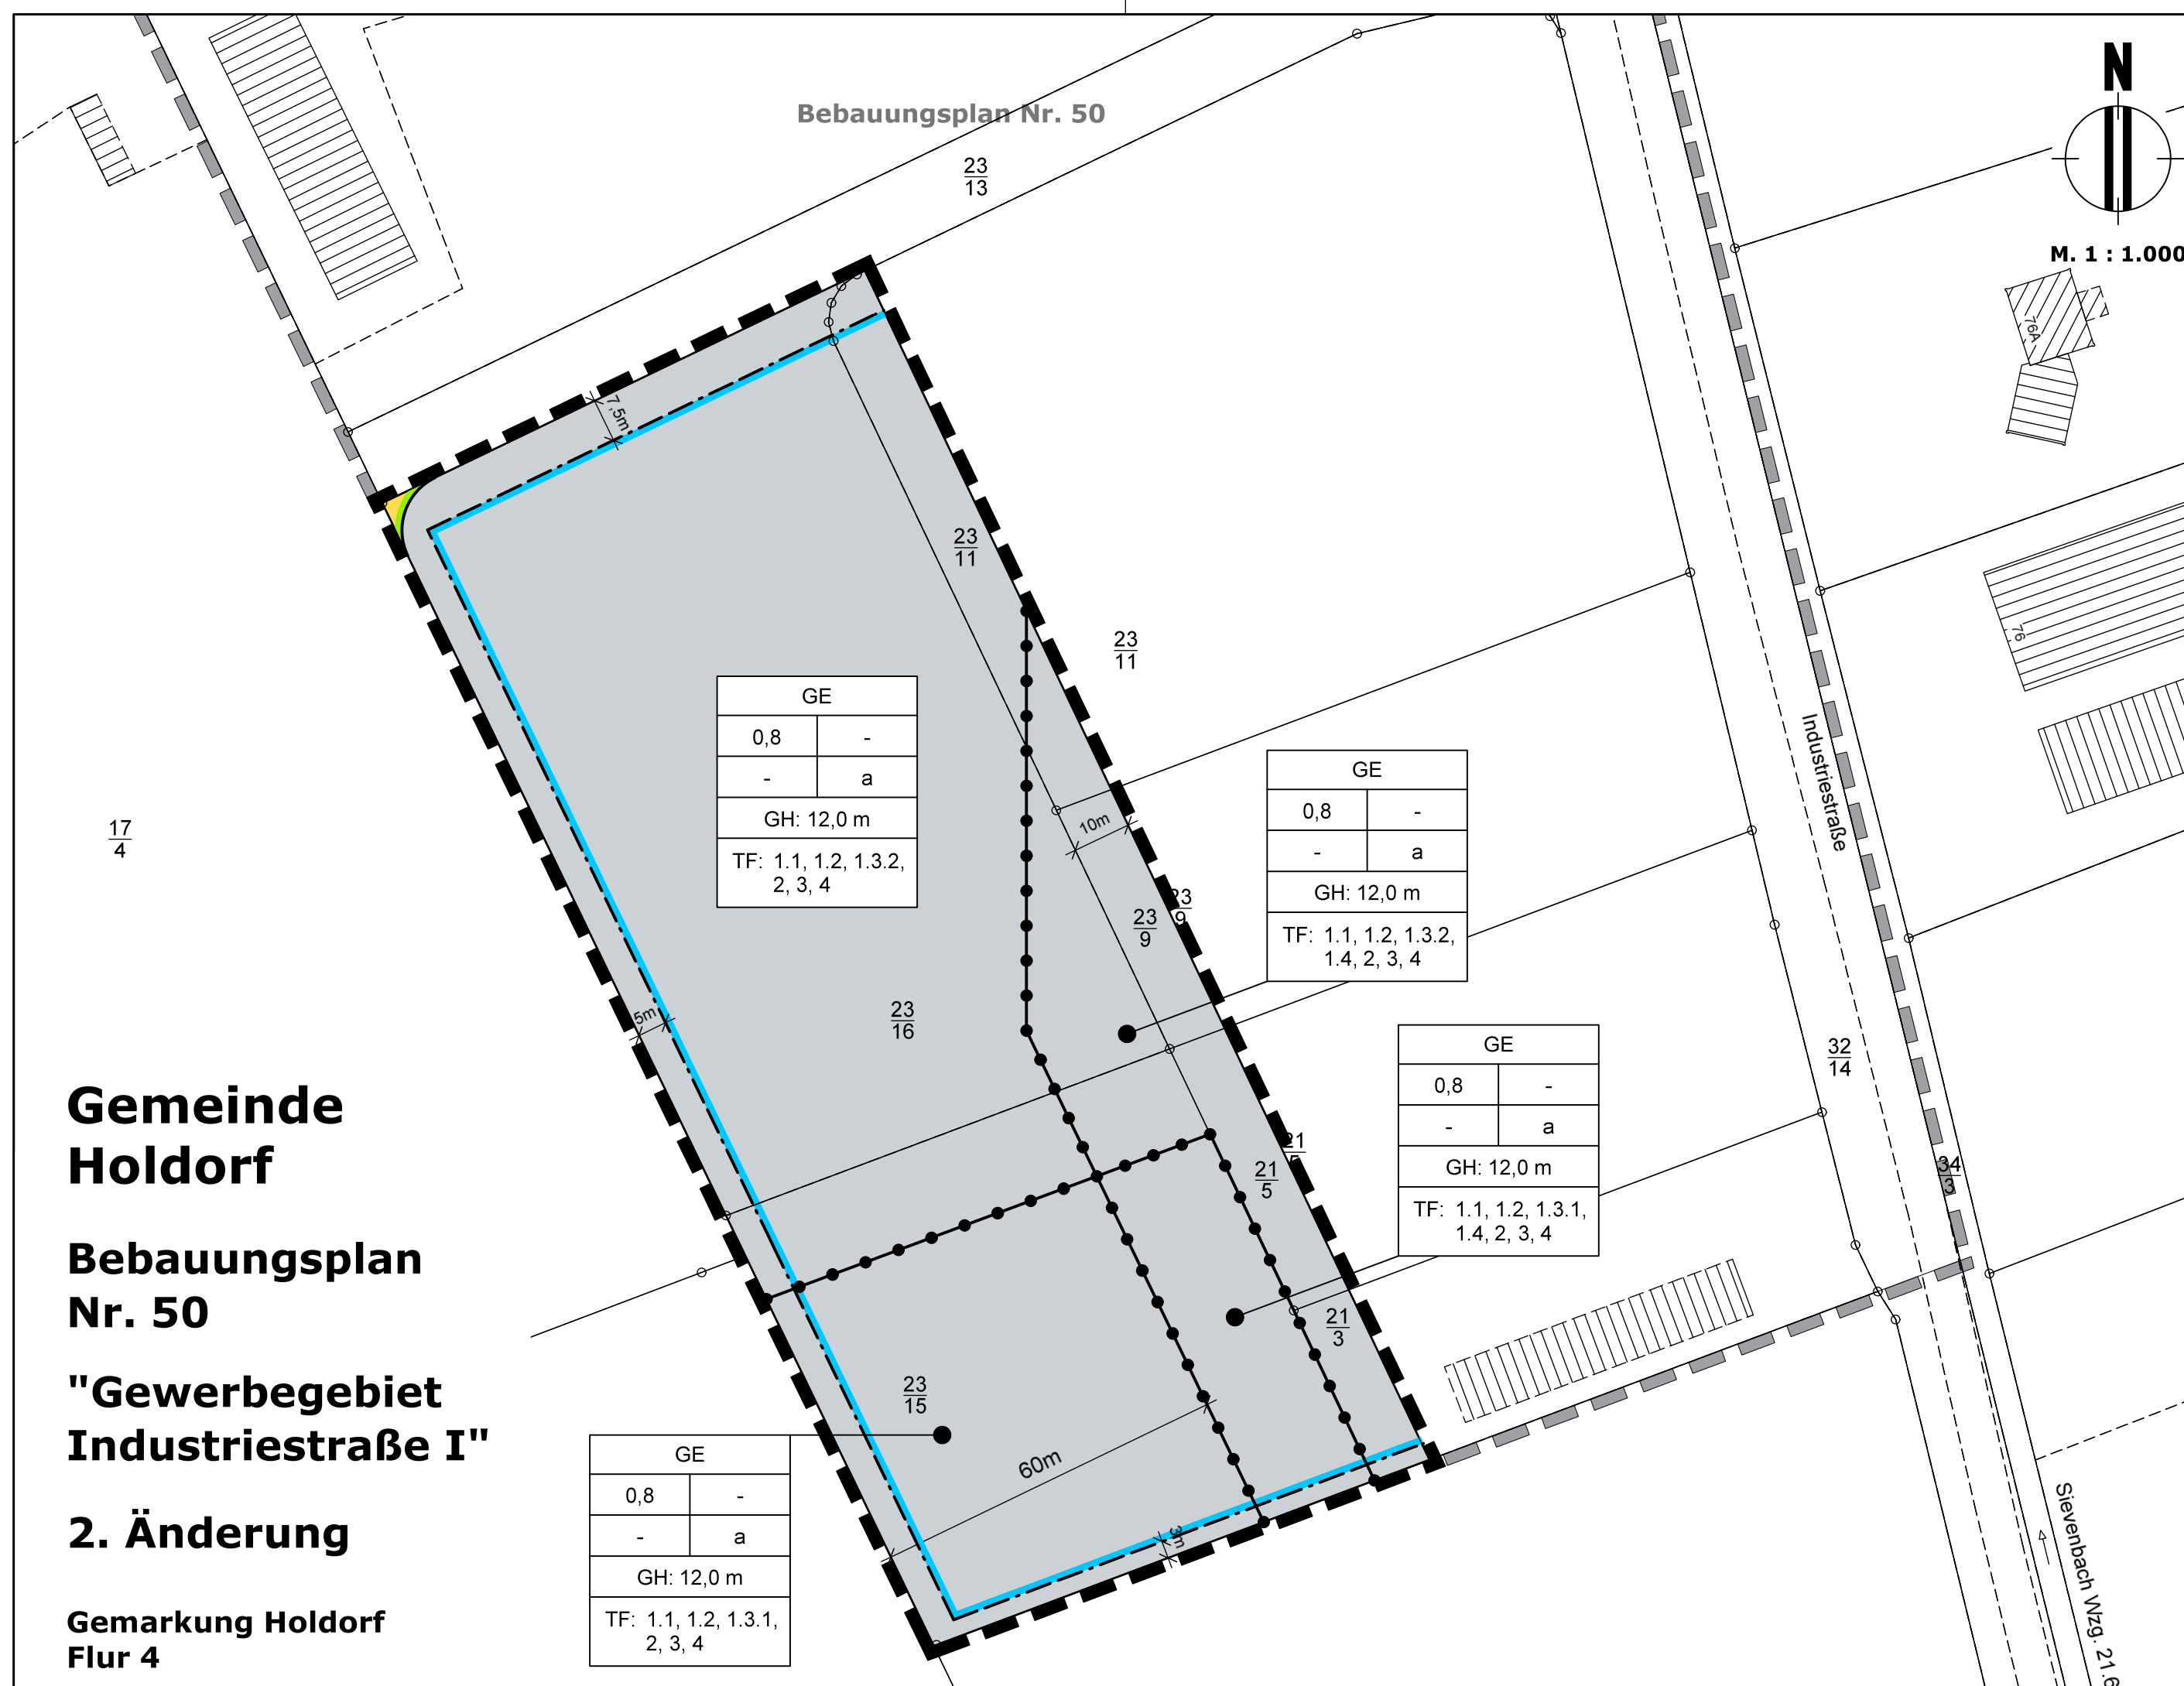 Bebauungsplan Nr. 50
N
M. 1 : 1.000
23
13
76A
7,5m
23
11
23
11
76
Industriestraße
GE
0,8 -
- a
GH: 12,0 m
TF: 1.1, 1.2, 1.3.2,
2, 3, 4
GE
0,8 -
- a
GH: 12,0 m
TF: 1.1, 1.2, 1.3.2,
1.4, 2, 3, 4
17
4
10m
23
9
23
9
5m
23
16
GE
0,8 -
- a
GH: 12,0 m
TF: 1.1, 1.2, 1.3.1,
1.4, 2, 3, 4
32
14
34
3
21
5
21
5
21
3
23
15
60m
3m
GE
0,8 -
- a
GH: 12,0 m
TF: 1.1, 1.2, 1.3.1,
2, 3, 4
Sievenbach Wzg. 21.6
Gemeinde
Holdorf
Bebauungsplan
Nr. 50
"Gewerbegebiet
Industriestraße I"
2. Änderung
Gemarkung Holdorf
Flur 4